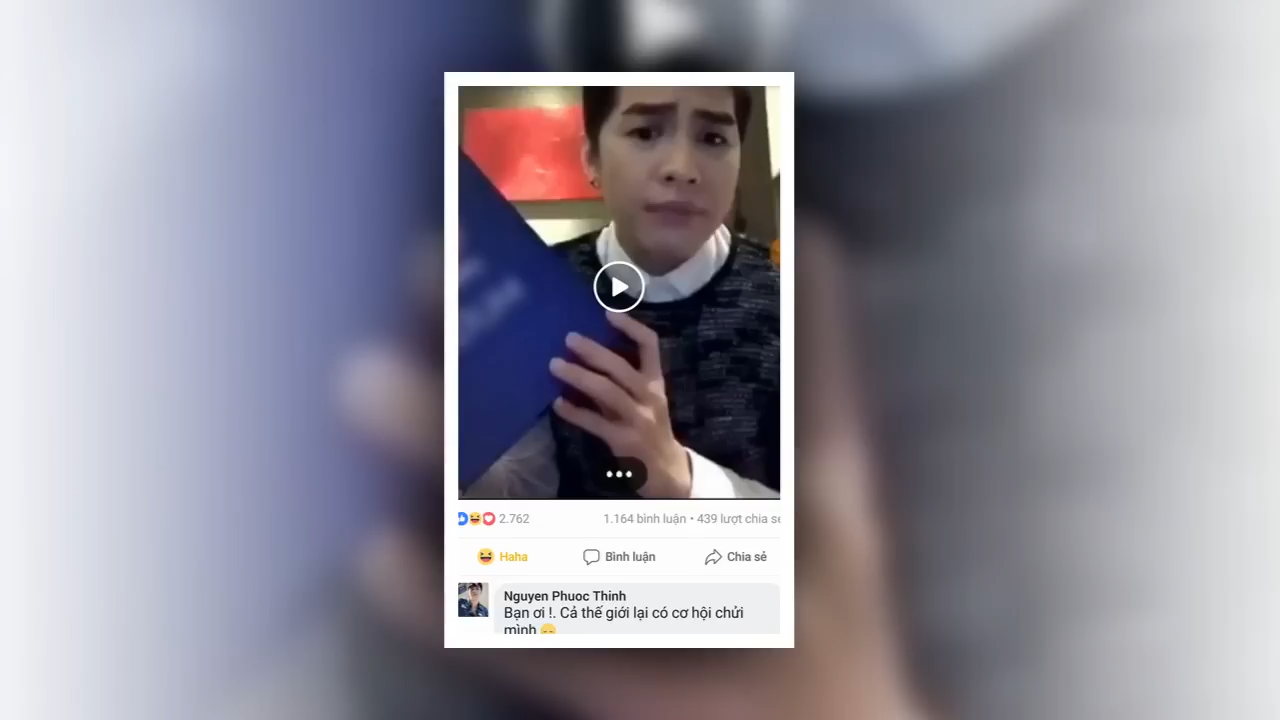 2.762
1.164 bình luận • 439 lượt chia sẻ
Haha
Bình luận
Chia sẻ
Nguyen Phuoc Thinh
Bạn ơi !. Cả thế giới lại có cơ hội chửi
mình 😑